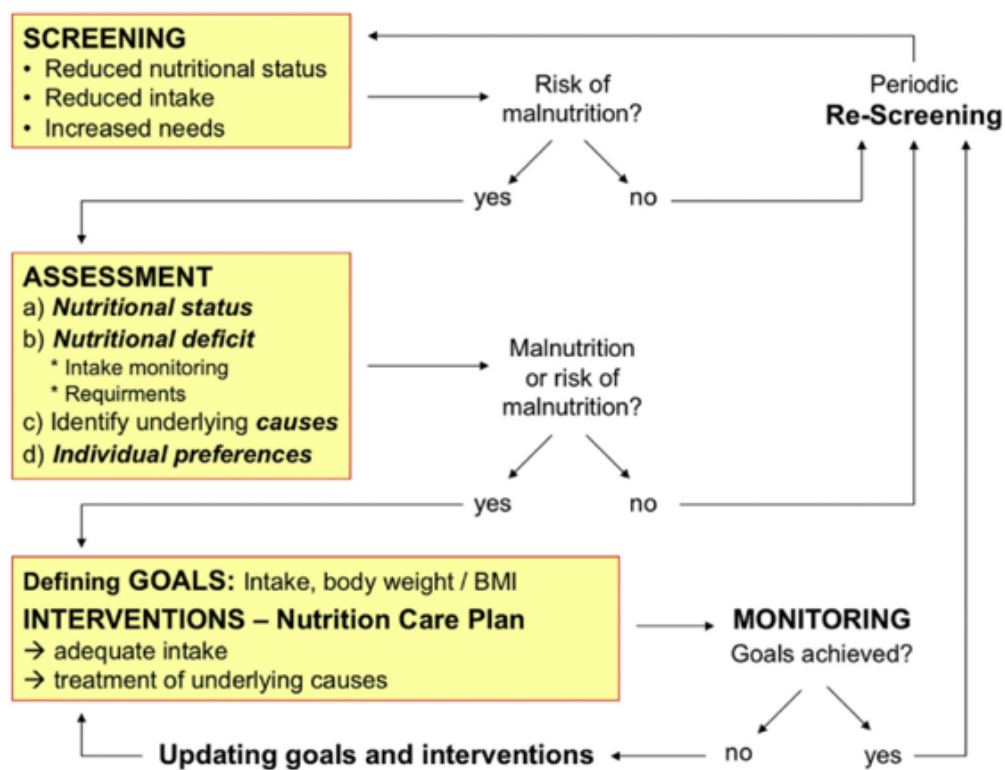 SCREENING
• Reduced nutritional status
• Reduced intake
• Increased needs
Risk of
malnutrition?
Periodic
Re-Screening
yes
no
ASSESSMENT
a) Nutritional status
b) Nutritional deficit
* Intake monitoring
* Requirments
c) Identify underlying causes
d) Individual preferences
Malnutrition
or risk of
malnutrition?
yes
no
Defining GOALS: Intake, body weight / BMI
INTERVENTIONS – Nutrition Care Plan
→ adequate intake
→ treatment of underlying causes
MONITORING
Goals achieved?
no
yes
Updating goals and interventions